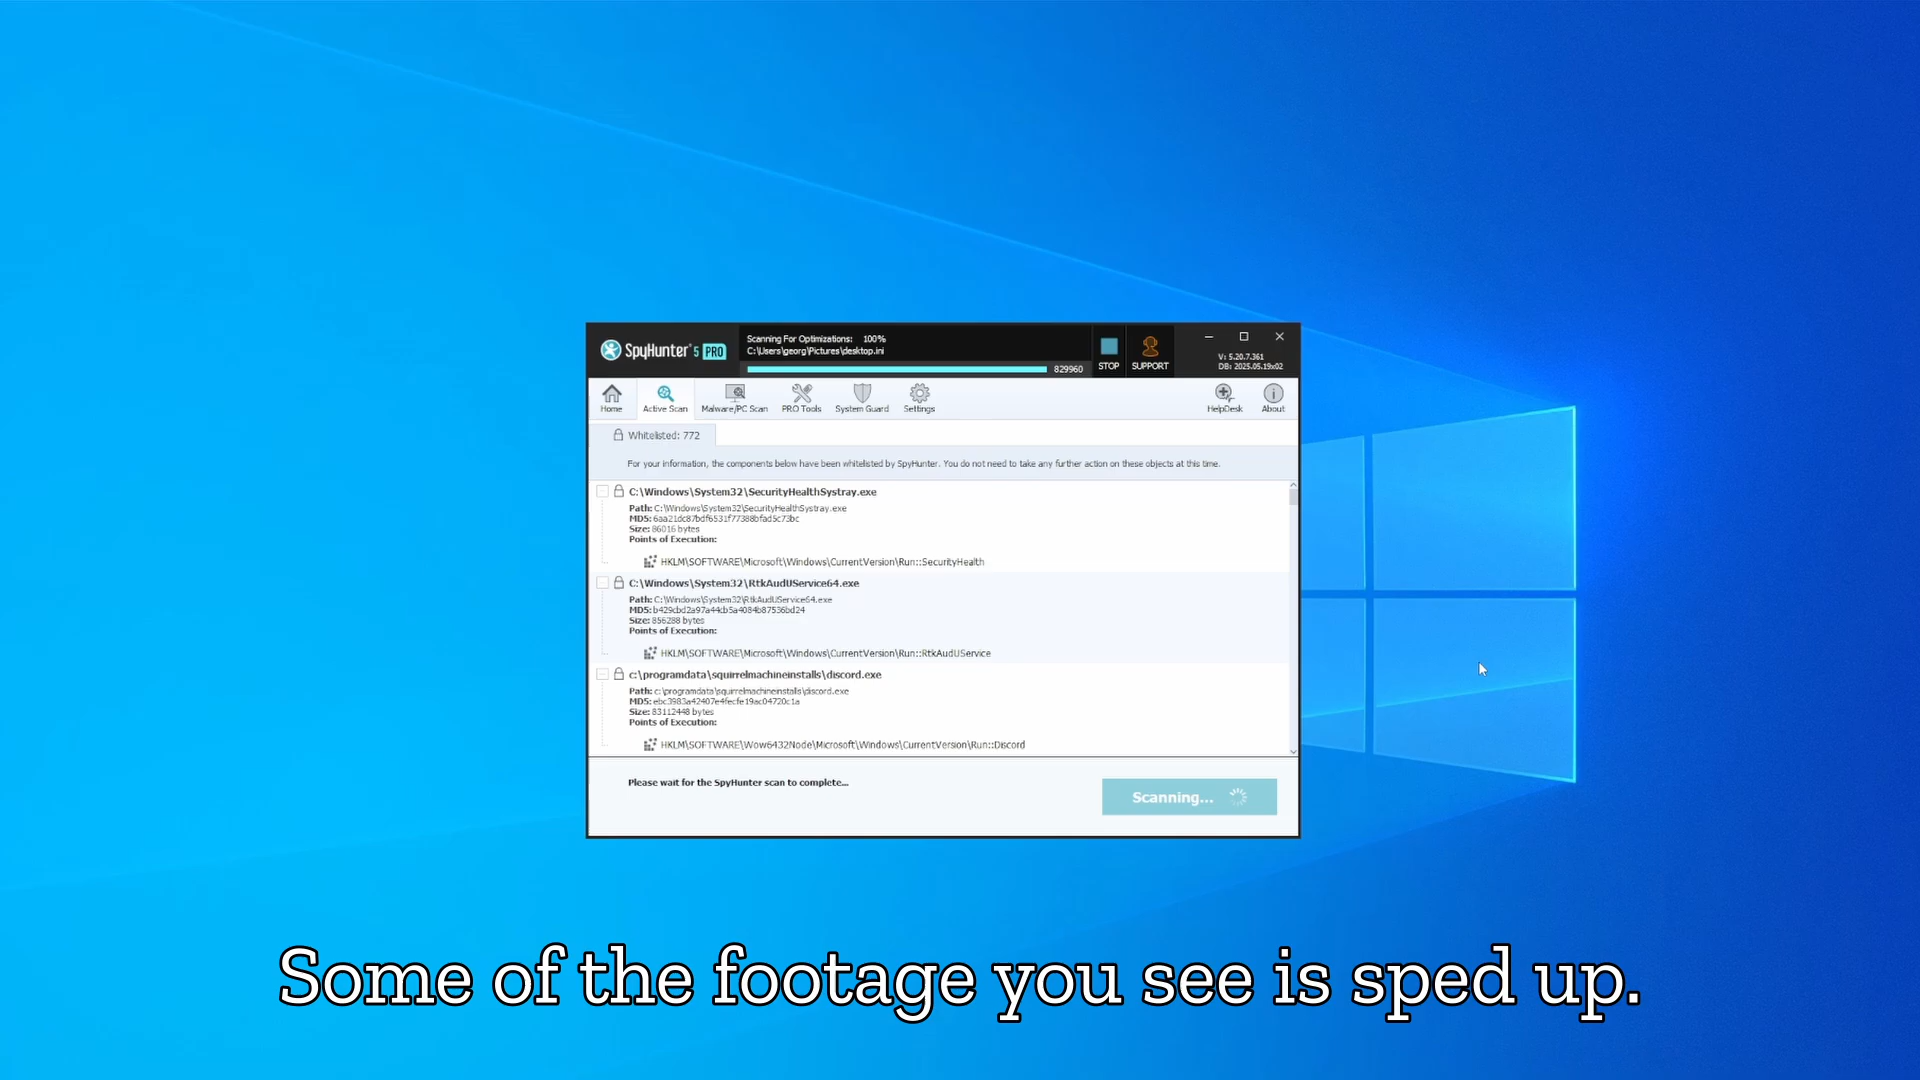 SpyHunter® 5 PRO
Scanning For Optimizations: 100%
C:\Users\georg\Pictures\desktop.ini
829960
STOP
SUPPORT
V: 5.20.7.361
DB: 2025.05.19x02
Home
Active Scan
Malware/PC Scan
PRO Tools
System Guard
Settings
HelpDesk
About
Whitelisted: 772
For your information, the components below have been whitelisted by SpyHunter. You do not need to take any further action on these objects at this time.
C:\Windows\System32\SecurityHealthSystray.exe
Path: C:\Windows\System32\SecurityHealthSystray.exe
MD5: 6aa21dc87bdf6531f77388bfad5c73bc
Size: 86016 bytes
Points of Execution:
HKLM\SOFTWARE\Microsoft\Windows\CurrentVersion\Run::SecurityHealth
C:\Windows\System32\RtkAudUService64.exe
Path: C:\Windows\System32\RtkAudUService64.exe
MD5: b429cbd2a97a44cb5a4084b87536bd24
Size: 856288 bytes
Points of Execution:
HKLM\SOFTWARE\Microsoft\Windows\CurrentVersion\Run::RtkAudUService
c:\programdata\squirrelmachineinstalls\discord.exe
Path: c:\programdata\squirrelmachineinstalls\discord.exe
MD5: ebc3983a42407e4fecfe19ac04720c1a
Size: 83112448 bytes
Points of Execution:
HKLM\SOFTWARE\Wow6432Node\Microsoft\Windows\CurrentVersion\Run::Discord
Please wait for the SpyHunter scan to complete...
Scanning...
Some of the footage you see is sped up.